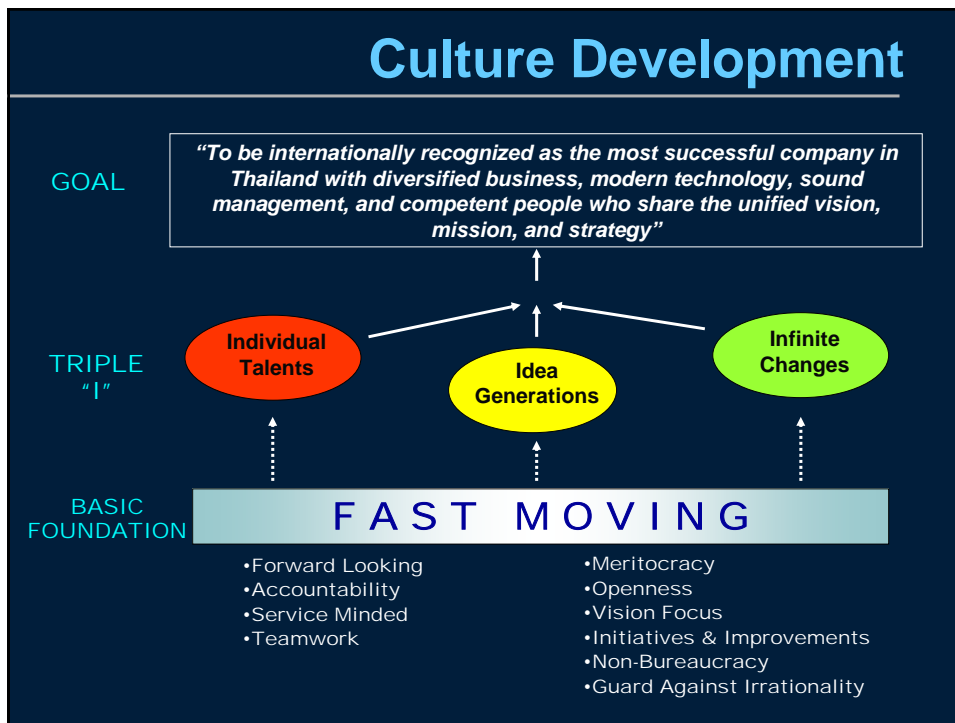 Culture Development
GOAL
“To be internationally recognized as the most successful company in
Thailand with diversified business, modern technology, sound
management, and competent people who share the unified vision,
mission, and strategy”
TRIPLE
“I”
Individual
Talents
Idea
Generations
Infinite
Changes
BASIC
FOUNDATION
FAST MOVING
•Forward Looking
•Accountability
•Service Minded
•Teamwork
•Meritocracy
•Openness
•Vision Focus
•Initiatives & Improvements
•Non-Bureaucracy
•Guard Against Irrationality